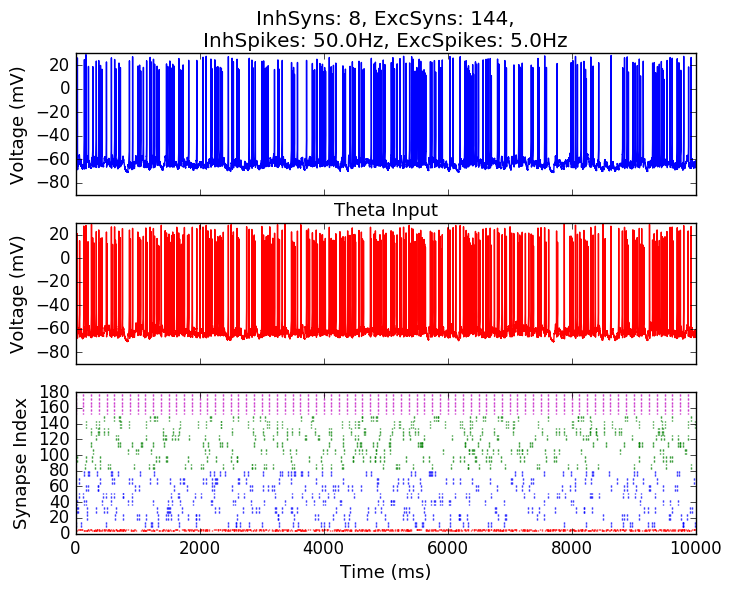 InhSyns: 8, ExcSyns: 144,
InhSpikes: 50.0Hz, ExcSpikes: 5.0Hz
20
0
−20
−40
−60
−80
Voltage (mV)
Theta Input
20
0
−20
−40
−60
−80
Voltage (mV)
180
160
140
120
100
80
60
40
20
0
Synapse Index
0 2000 4000 6000 8000 10000
Time (ms)